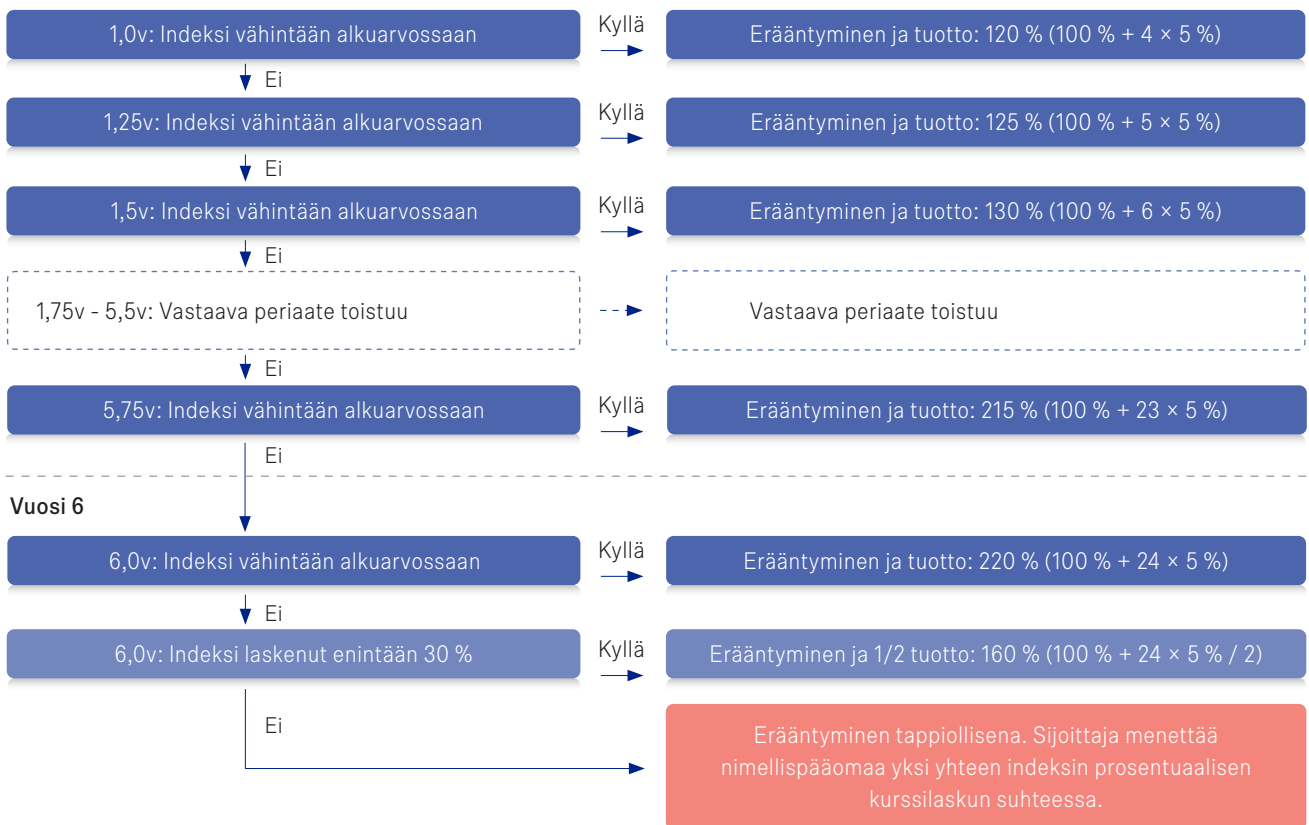 1,0v: Indeksi vähintään alkuarvossaan
Kyllä
Erääntyminen ja tuotto: 120 % (100 % + 4 × 5 %)
Ei
1,25v: Indeksi vähintään alkuarvossaan
Kyllä
Erääntyminen ja tuotto: 125 % (100 % + 5 × 5 %)
Ei
1,5v: Indeksi vähintään alkuarvossaan
Kyllä
Erääntyminen ja tuotto: 130 % (100 % + 6 × 5 %)
Ei
1,75v - 5,5v: Vastaava periaate toistuu
Vastaava periaate toistuu
Ei
5,75v: Indeksi vähintään alkuarvossaan
Kyllä
Erääntyminen ja tuotto: 215 % (100 % + 23 × 5 %)
Ei
Vuosi 6
6,0v: Indeksi vähintään alkuarvossaan
Kyllä
Erääntyminen ja tuotto: 220 % (100 % + 24 × 5 %)
Ei
6,0v: Indeksi laskenut enintään 30 %
Kyllä
Erääntyminen ja 1/2 tuotto: 160 % (100 % + 24 × 5 % / 2)
Ei
Erääntyminen tappiollisena. Sijoittaja menettää
nimellispääomaa yksi yhteen indeksin prosentuaalisen
kurssilaskun suhteessa.